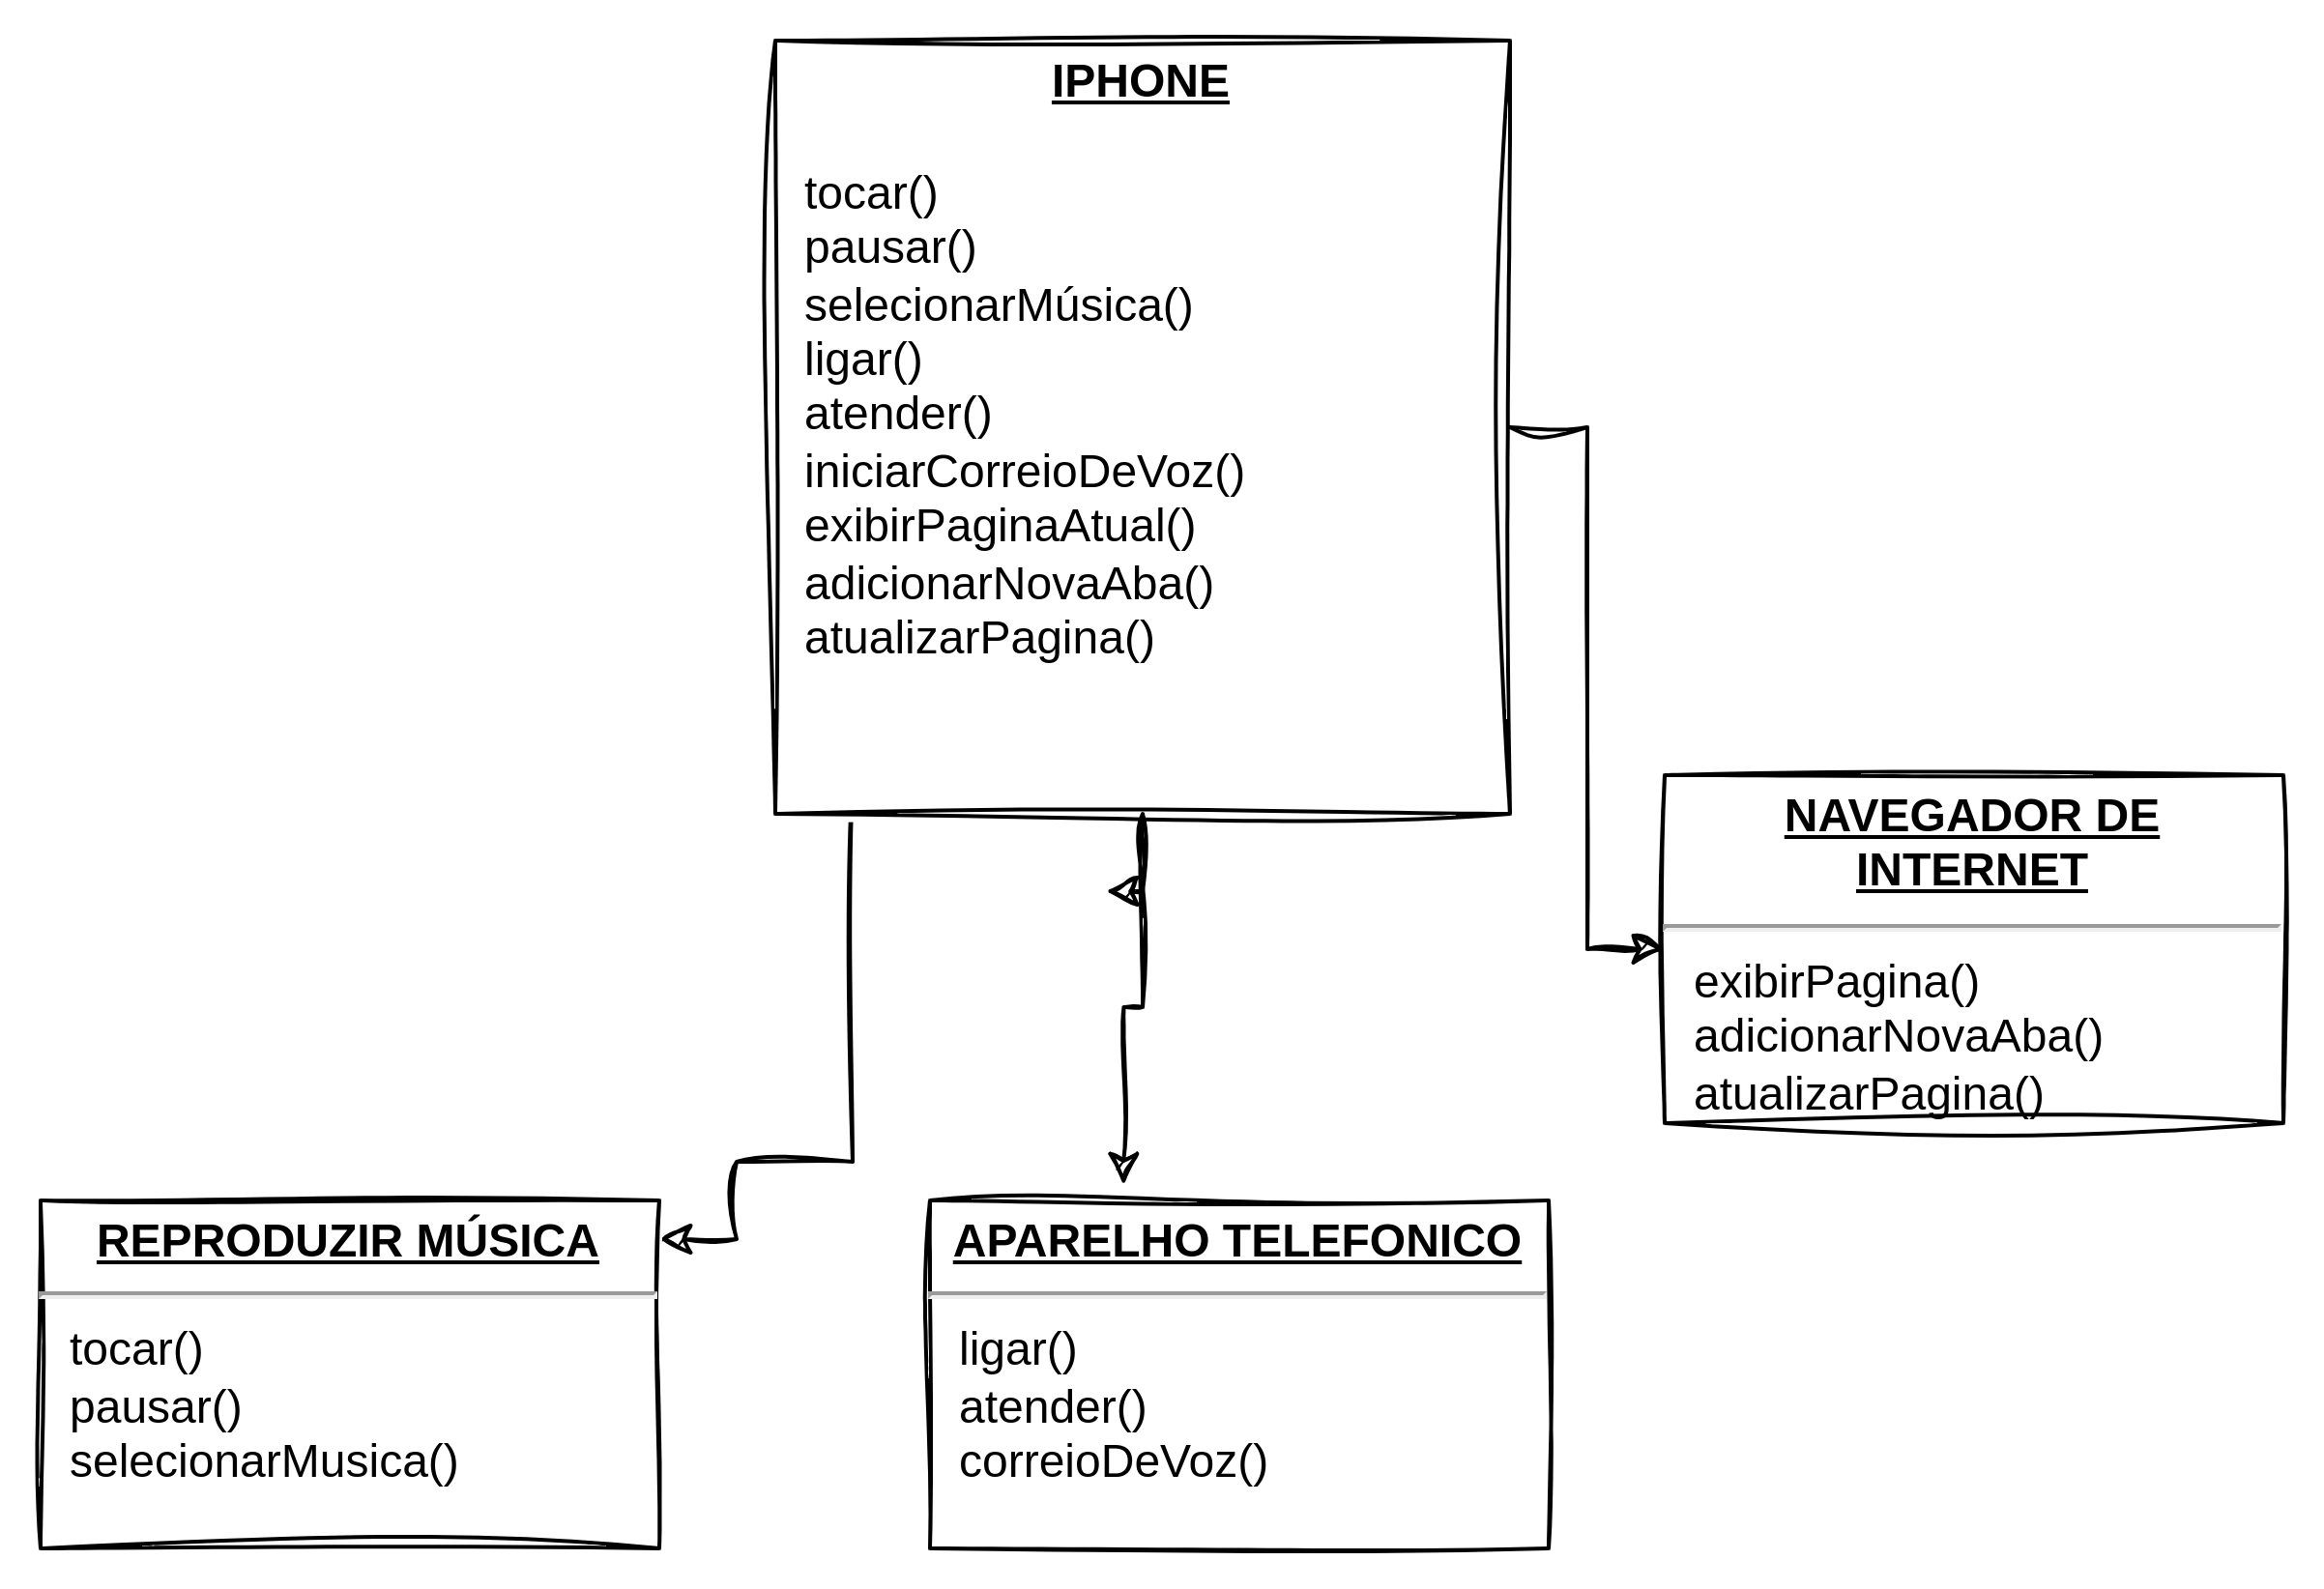 IPHONE
tocar()
pausar()
selecionarMúsica()
ligar()
atender()
iniciarCorreioDeVoz()
exibirPaginaAtual()
adicionarNovaAba()
atualizarPagina()
NAVEGADOR DE
INTERNET
exibirPagina()
adicionarNovaAba()
atualizarPagina()
REPRODUZIR MÚSICA
tocar()
pausar()
selecionarMusica()
APARELHO TELEFONICO
ligar()
atender()
correioDeVoz()